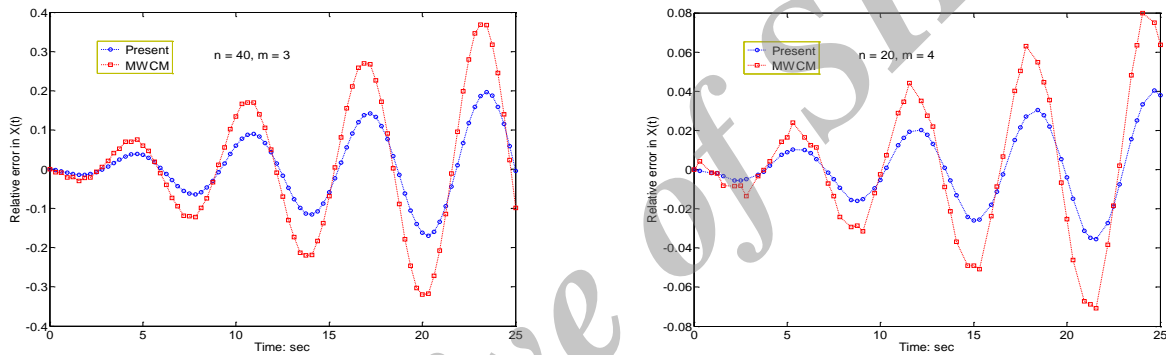 0.4
0.3
0.2
0.1
0
-0.1
-0.2
-0.3
-0.4
Relative error in X(t)
Present
MWCM
n = 40, m = 3
0 5 10 15 20 25
Time: sec
0.08
0.06
0.04
0.02
0
-0.02
-0.04
-0.06
-0.08
Relative error in X(t)
Present
MWCM
n = 20, m = 4
0 5 10 15 20 25
Time: sec
ive of SI